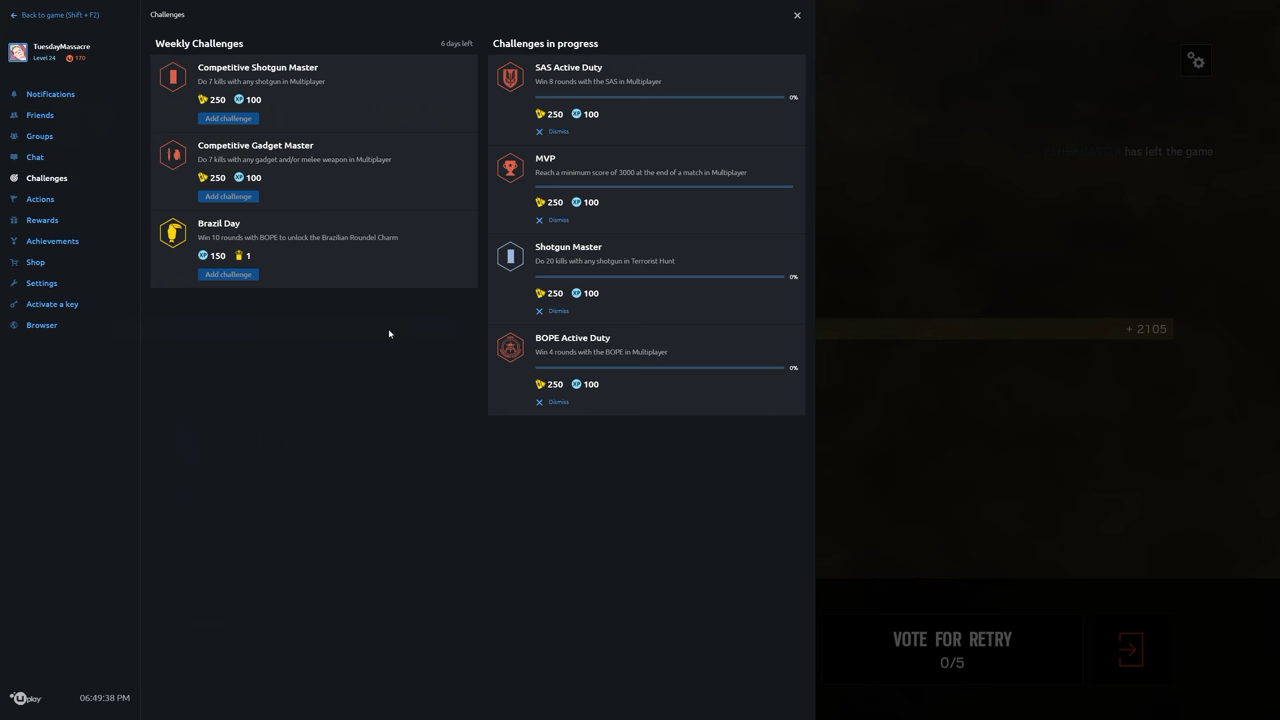 Back to game (Shift + F2)
TuesdayMassacre
Level 24 170
Notifications
Friends
Groups
Chat
Challenges
Actions
Rewards
Achievements
Shop
Settings
Activate a key
Browser
uplay
06:49:38 PM
Challenges
Weekly Challenges
6 days left
Competitive Shotgun Master
Do 7 kills with any shotgun in Multiplayer
250 XP 100
Add challenge
Competitive Gadget Master
Do 7 kills with any gadget and/or melee weapon in Multiplayer
250 XP 100
Add challenge
Brazil Day
Win 10 rounds with BOPE to unlock the Brazilian Roundel Charm
XP 150 1
Add challenge
Challenges in progress
SAS Active Duty
Win 8 rounds with the SAS in Multiplayer
0%
250 XP 100
Dismiss
MVP
Reach a minimum score of 3000 at the end of a match in Multiplayer
250 XP 100
Dismiss
Shotgun Master
Do 20 kills with any shotgun in Terrorist Hunt
0%
250 XP 100
Dismiss
BOPE Active Duty
Win 4 rounds with the BOPE in Multiplayer
0%
250 XP 100
Dismiss
has left the game
+ 2105
VOTE FOR RETRY
0/5